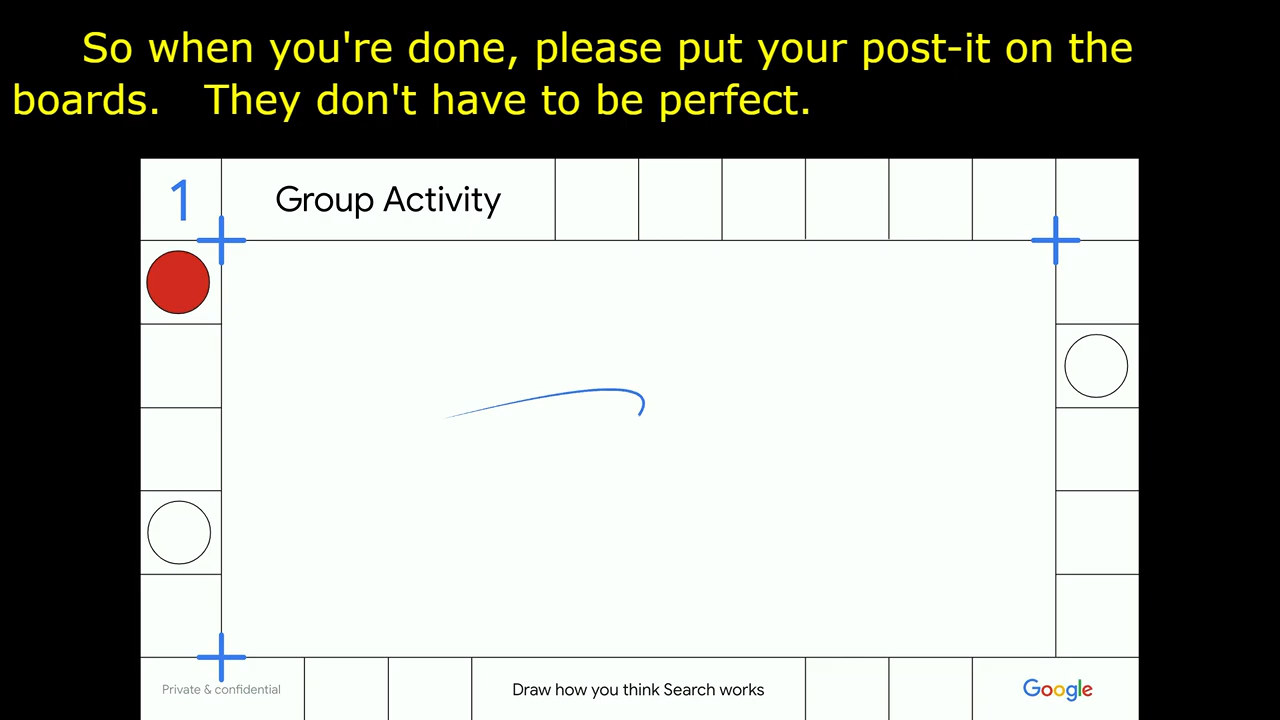 So when you're done, please put your post-it on the
boards. They don't have to be perfect.
1
Group Activity
Private & confidential
Draw how you think Search works
Google